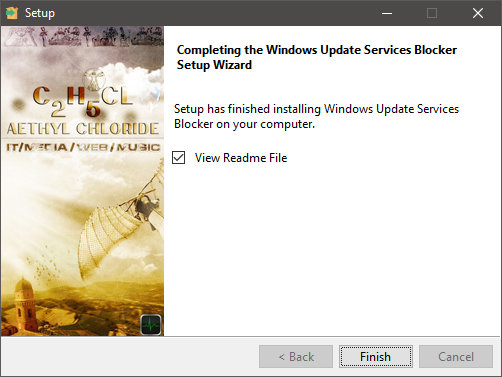 Setup
C2H5CL
AETHYL CHLORIDE
IT/MEDIA/WEB/MUSIC
Completing the Windows Update Services Blocker
Setup Wizard
Setup has finished installing Windows Update Services
Blocker on your computer.
View Readme File
< Back
Finish
Cancel